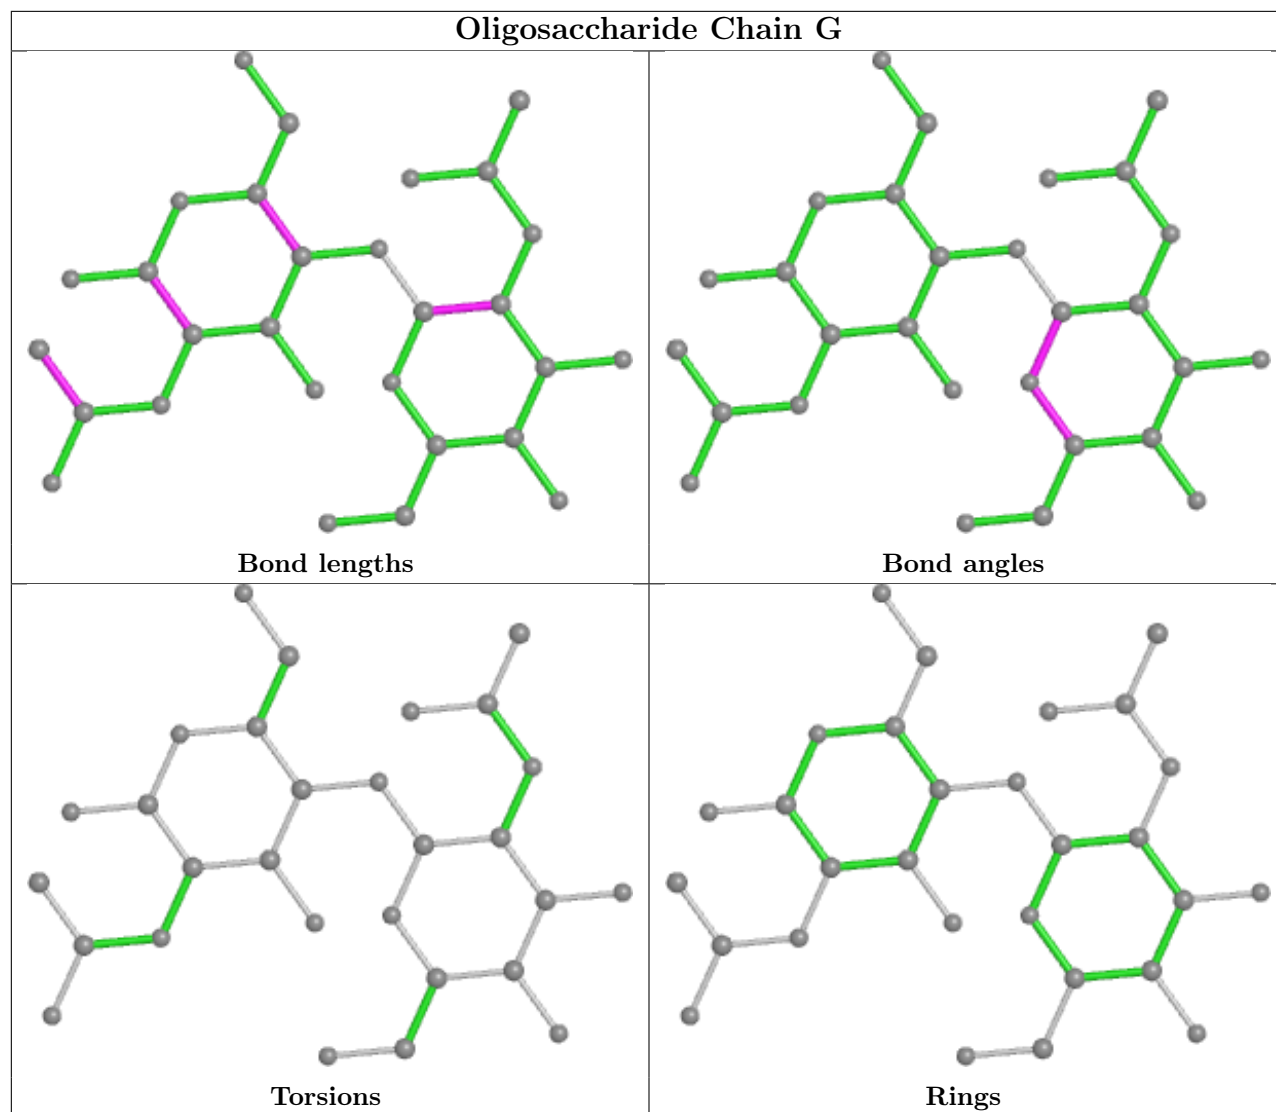 Oligosaccharide Chain G
Bond lengths
Bond angles
Torsions
Rings